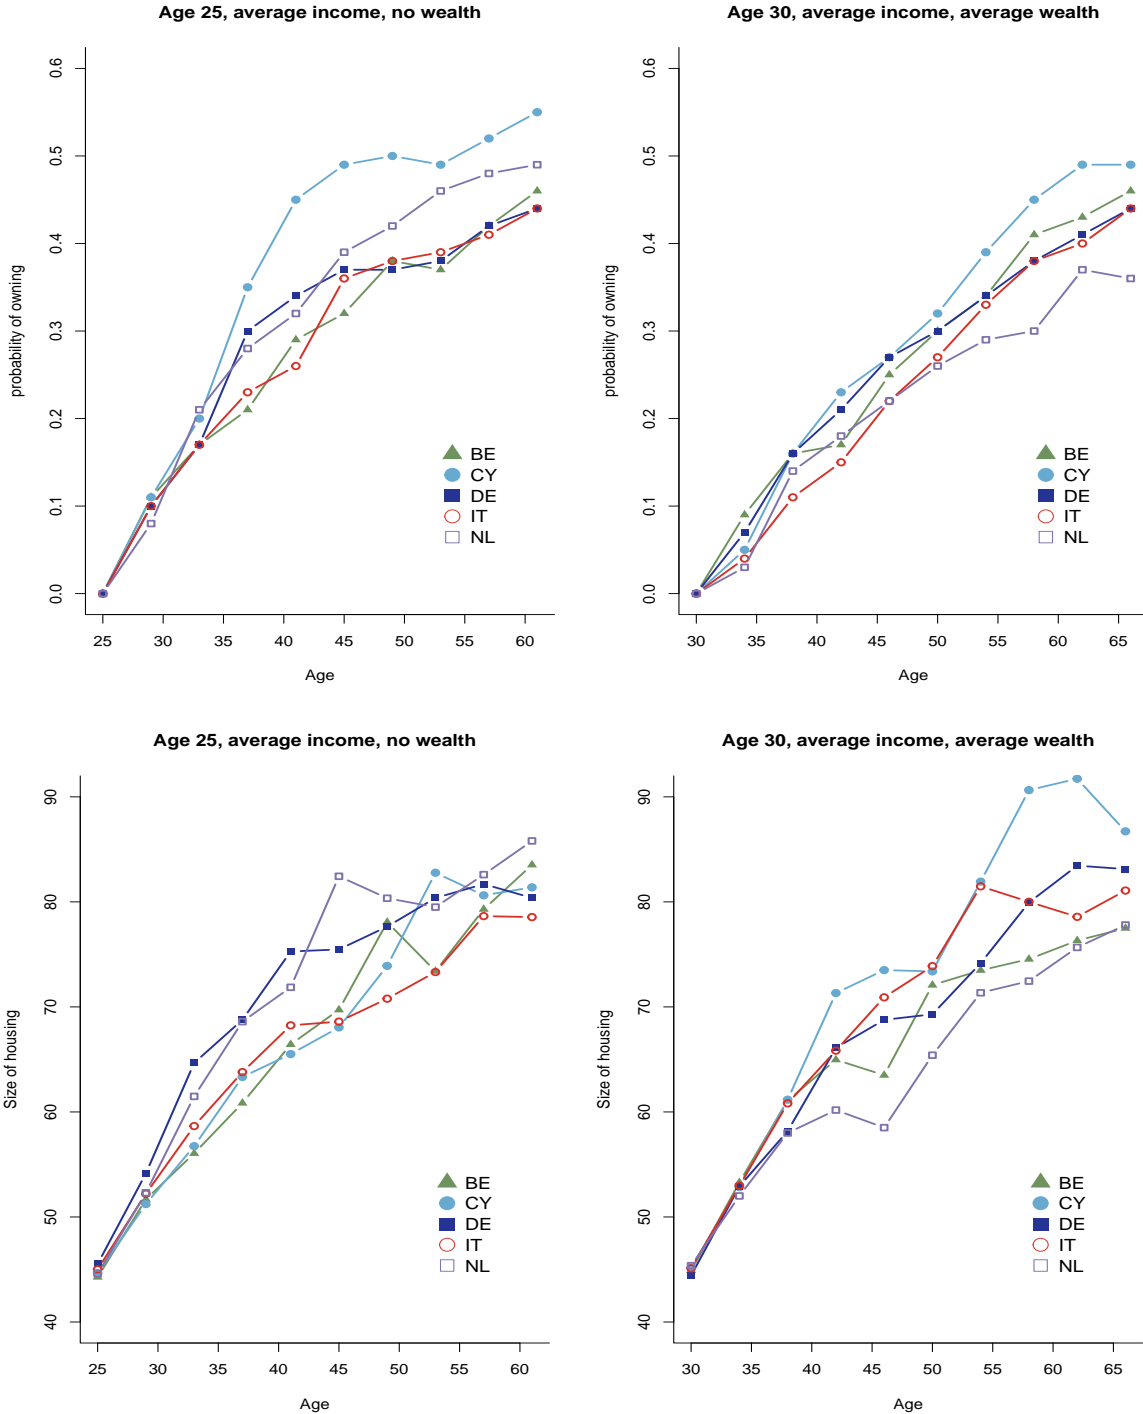 Age 25, average income, no wealth
probability of owning
0.6
0.5
0.4
0.3
0.2
0.1
0.0
BE
CY
DE
IT
NL
25 30 35 40 45 50 55 60
Age
Age 30, average income, average wealth
probability of owning
0.6
0.5
0.4
0.3
0.2
0.1
0.0
BE
CY
DE
IT
NL
30 35 40 45 50 55 60 65
Age
Age 25, average income, no wealth
Size of housing
90
80
70
60
50
40
BE
CY
DE
IT
NL
25 30 35 40 45 50 55 60
Age
Age 30, average income, average wealth
Size of housing
90
80
70
60
50
40
BE
CY
DE
IT
NL
30 35 40 45 50 55 60 65
Age